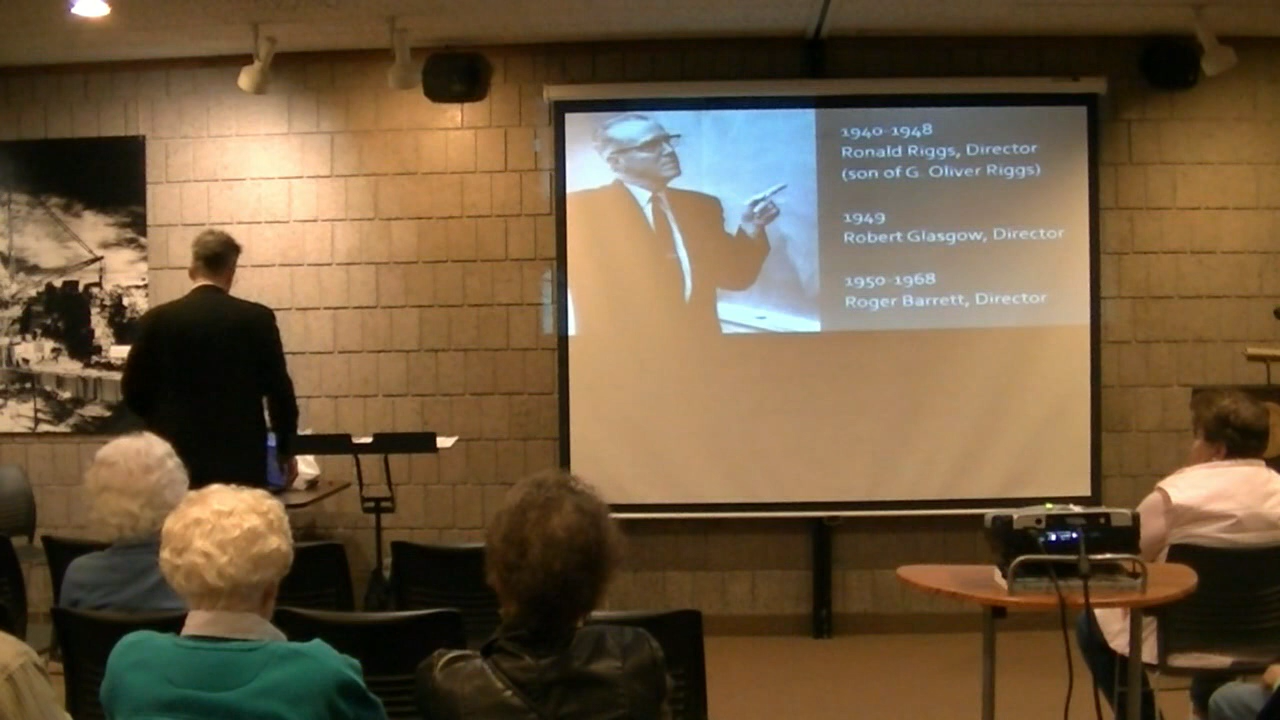 1940-1948
Ronald Riggs, Director
(son of G. Oliver Riggs)
1949
Robert Glasgow, Director
1950-1968
Roger Barrett, Director